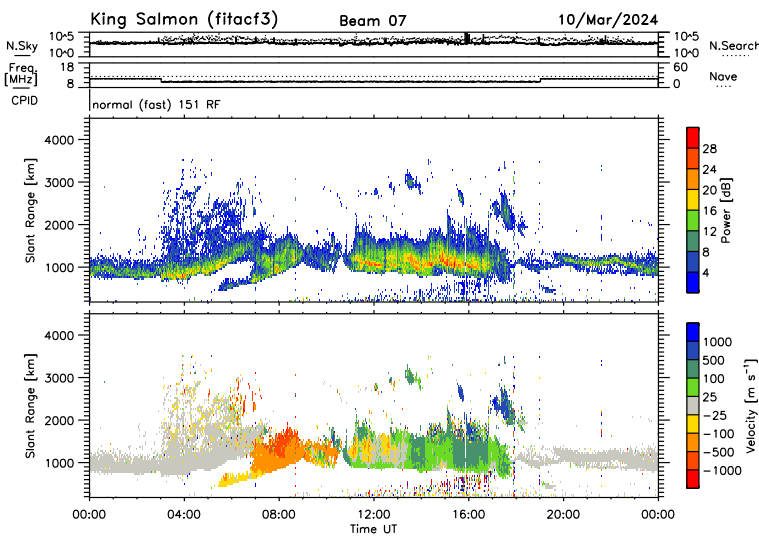 King Salmon (fitacf3) Beam 07 10/Mar/2024
N.Sky 10^5 10^0 10^5 10^0 N.Search
Freq. [MHz] 18 8 60 0 Nave
CPID normal (fast) 151 RF
Slant Range [km] 4000 3000 2000 1000
Power [dB] 28 24 20 16 12 8 4
Slant Range [km] 4000 3000 2000 1000
Velocity [m s^-1] 1000 500 100 25 -25 -100 -500 -1000
00:00 04:00 08:00 12:00 16:00 20:00 00:00
Time UT